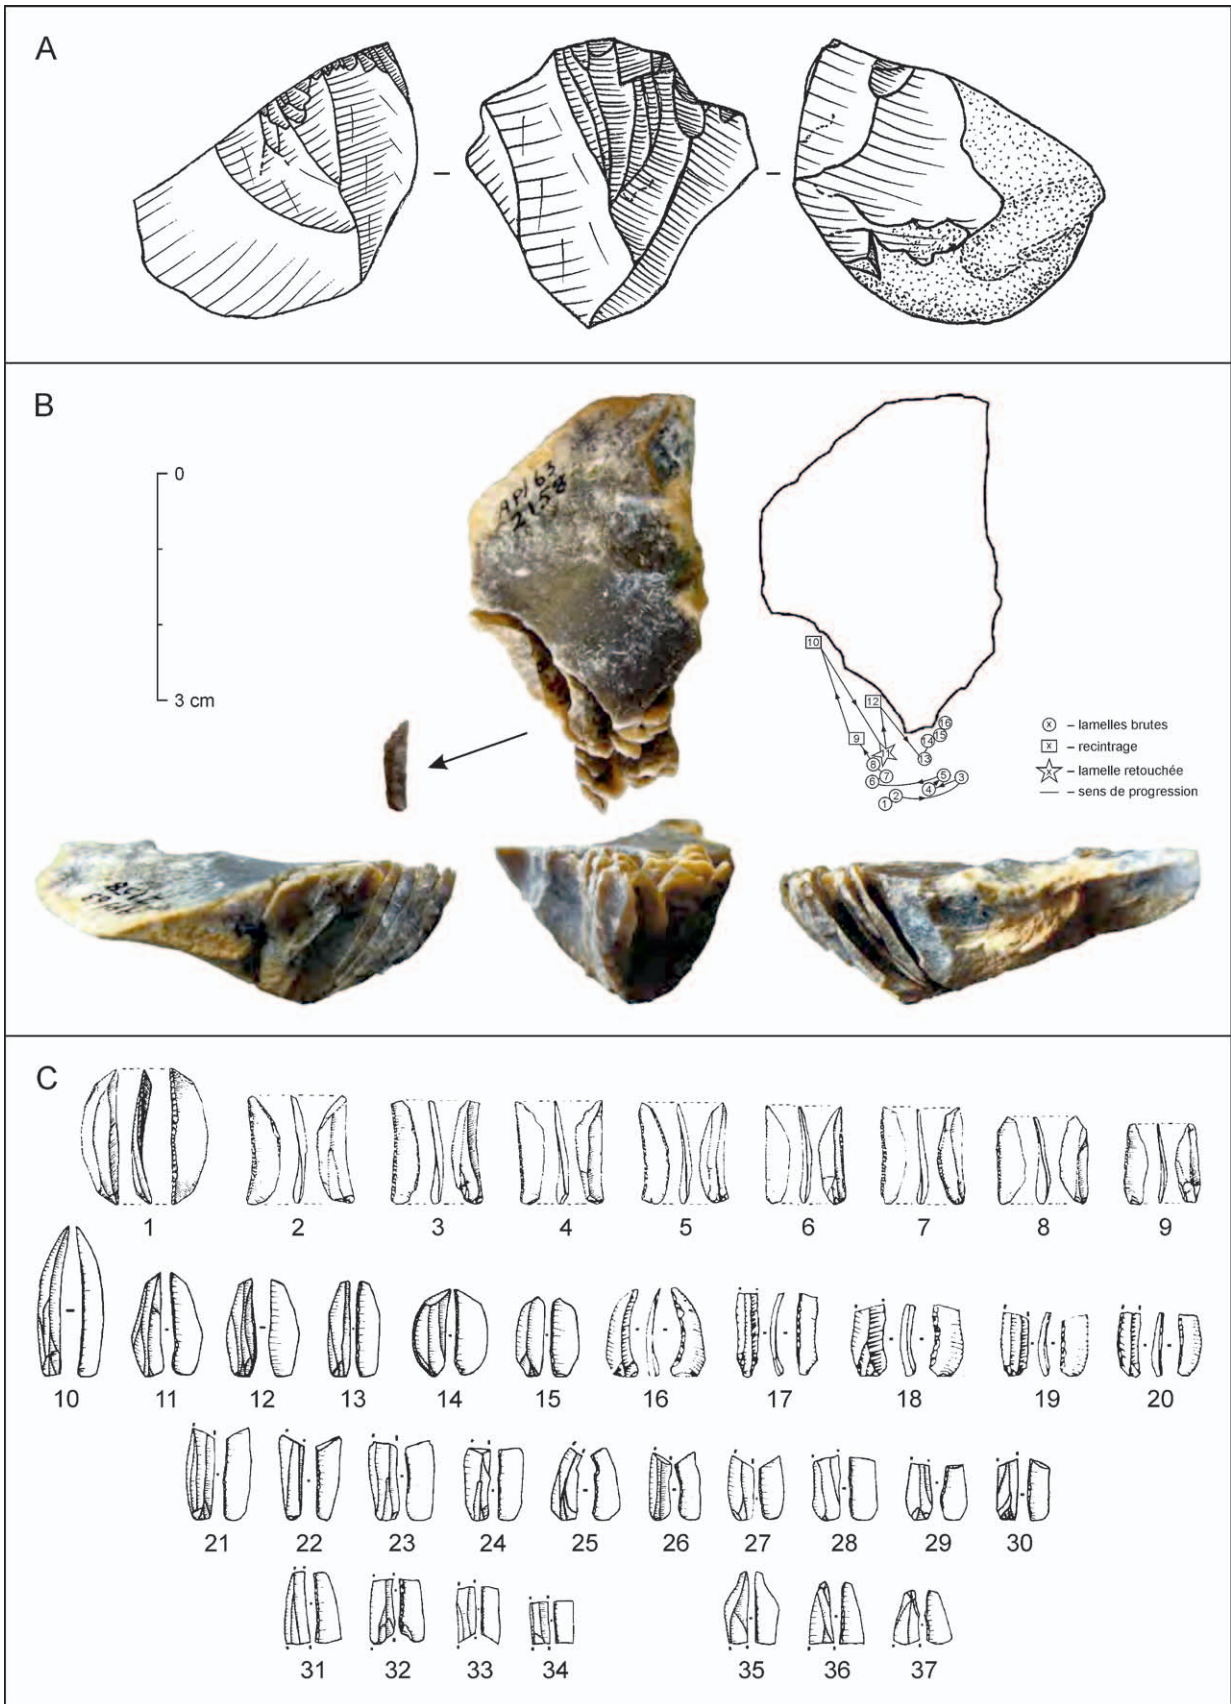 A
B
0
3 cm
API 63
2158
10
12
9
11
8
7
6
5
3
4
2
1
16
15
14
13
x – lamelles brutes
x – recintrage
x – lamelle retouchée
– sens de progression
C
1 2 3 4 5 6 7 8 9
10 11 12 13 14 15 16 17 18 19 20
21 22 23 24 25 26 27 28 29 30
31 32 33 34 35 36 37